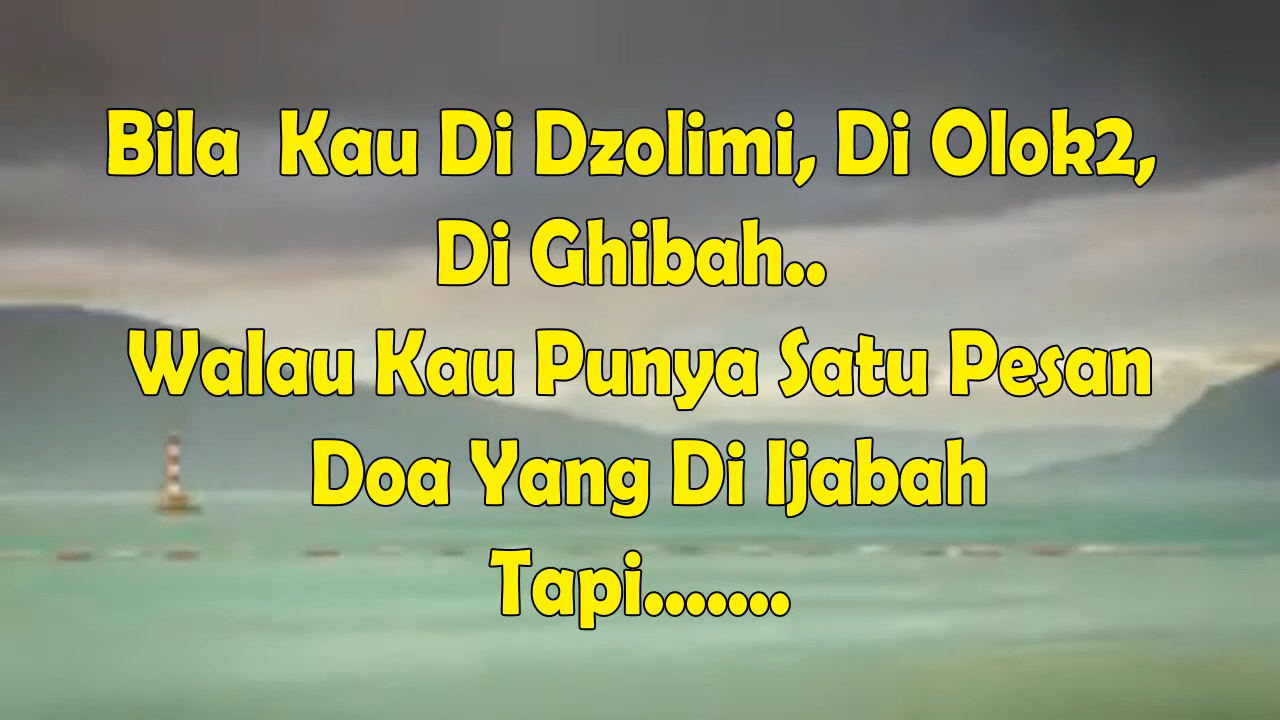 Bila Kau Di Dzolimi, Di Olok2,
Di Ghibah..
Walau Kau Punya Satu Pesan
Doa Yang Di Ijabah
Tapi.......